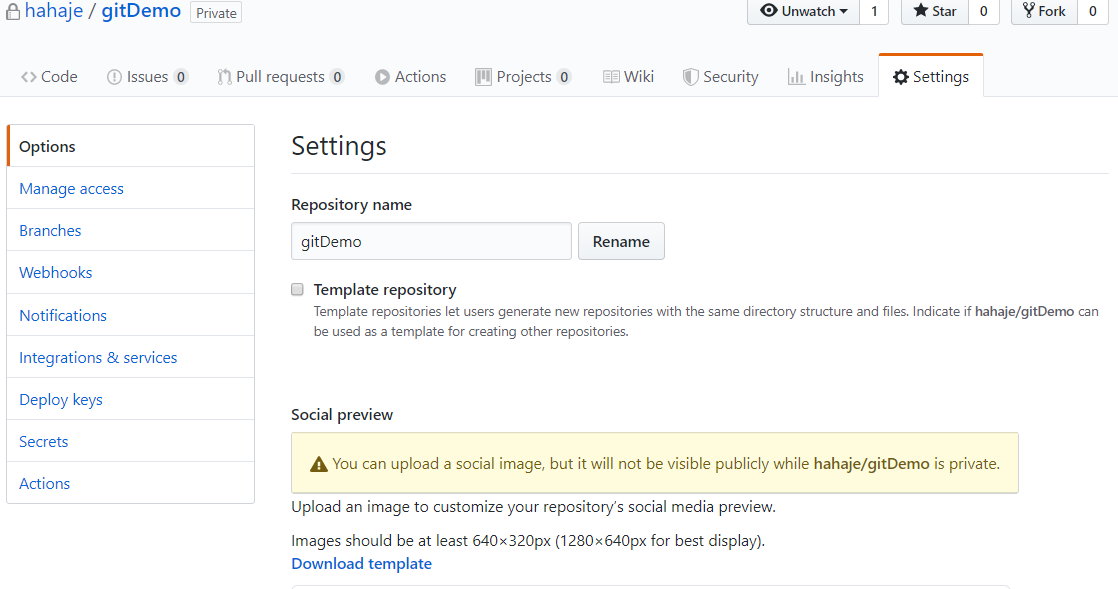 hahaje / gitDemo Private
Unwatch 1 Star 0 Fork 0
Code Issues 0 Pull requests 0 Actions Projects 0 Wiki Security Insights Settings
Options
Manage access
Branches
Webhooks
Notifications
Integrations & services
Deploy keys
Secrets
Actions
Settings
Repository name
gitDemo Rename
Template repository
Template repositories let users generate new repositories with the same directory structure and files. Indicate if hahaje/gitDemo can
be used as a template for creating other repositories.
Social preview
You can upload a social image, but it will not be visible publicly while hahaje/gitDemo is private.
Upload an image to customize your repository’s social media preview.
Images should be at least 640×320px (1280×640px for best display).
Download template